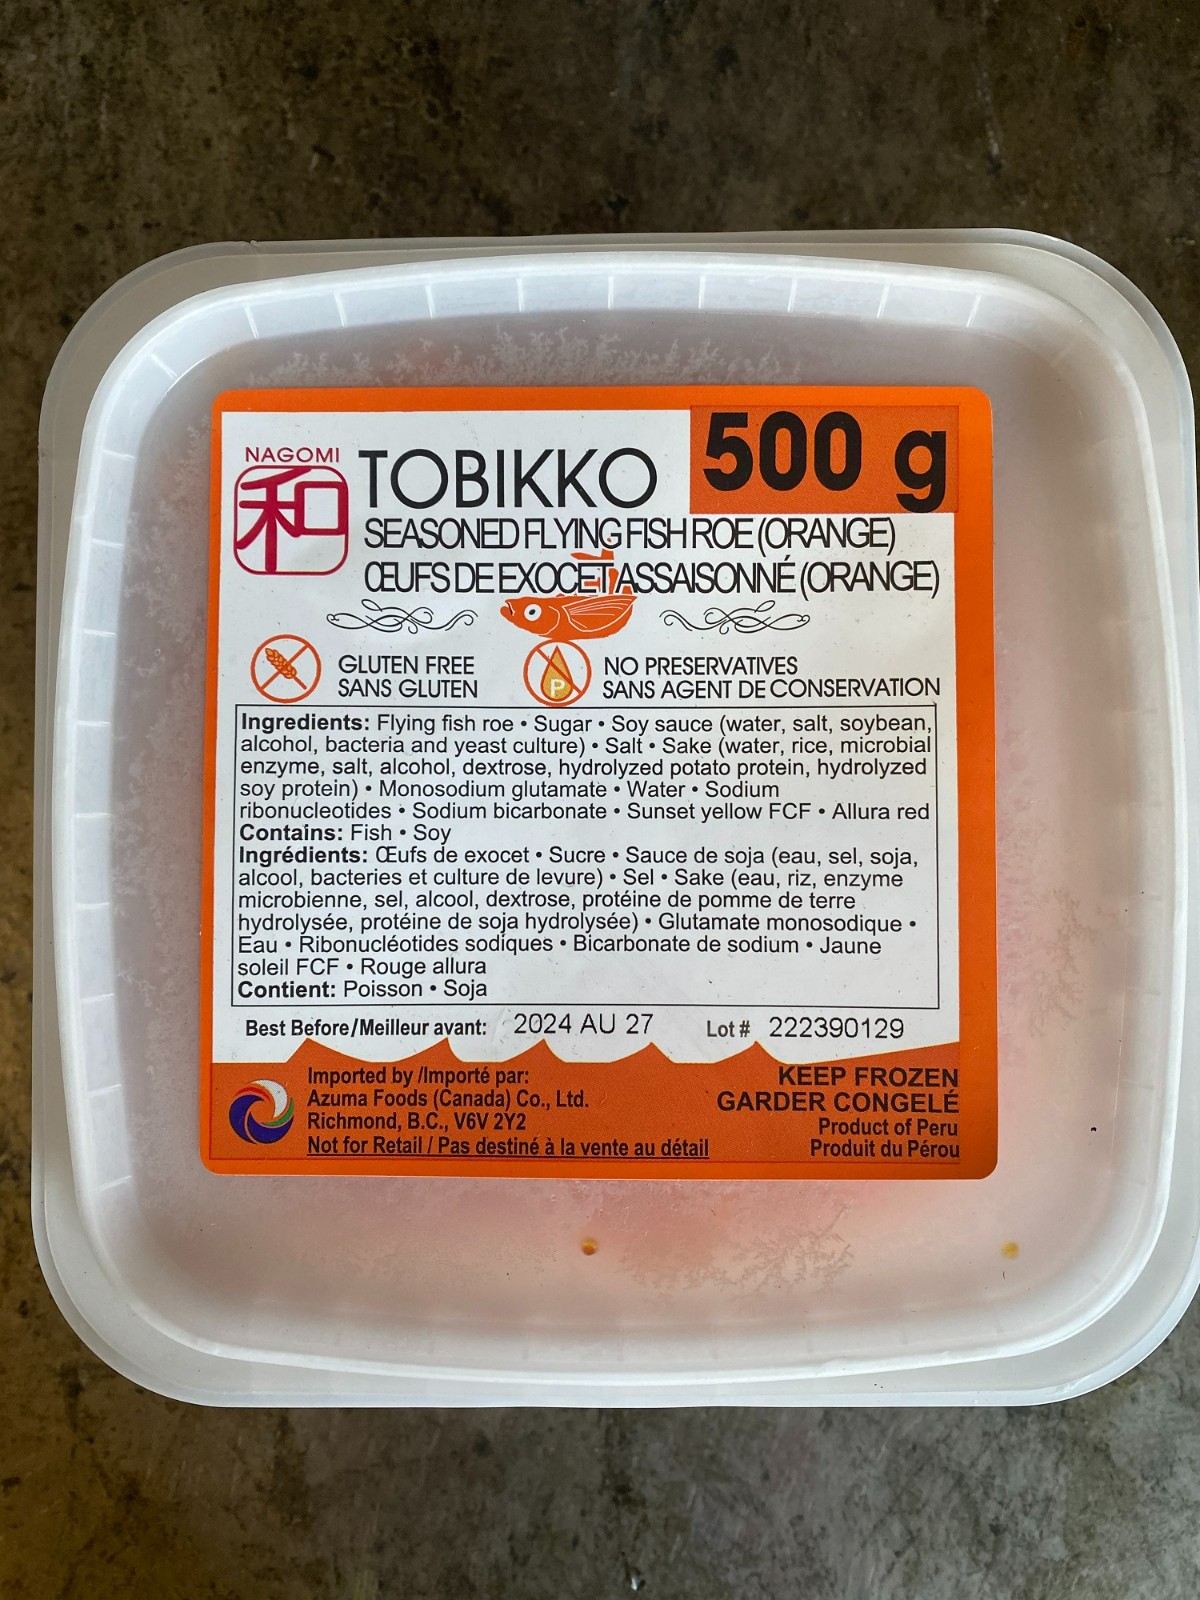 NAGOMI
和
TOBIKKO
500 g
SEASONED FLYING FISH ROE (ORANGE)
ŒUFS DE EXOCET ASSAISONNÉ (ORANGE)
GLUTEN FREE
SANS GLUTEN
P
NO PRESERVATIVES
SANS AGENT DE CONSERVATION
Ingredients: Flying fish roe • Sugar • Soy sauce (water, salt, soybean,
alcohol, bacteria and yeast culture) • Salt • Sake (water, rice, microbial
enzyme, salt, alcohol, dextrose, hydrolyzed potato protein, hydrolyzed
soy protein) • Monosodium glutamate • Water • Sodium
ribonucleotides • Sodium bicarbonate • Sunset yellow FCF • Allura red
Contains: Fish • Soy
Ingrédients: Œufs de exocet • Sucre • Sauce de soja (eau, sel, soja,
alcool, bacteries et culture de levure) • Sel • Sake (eau, riz, enzyme
microbienne, sel, alcool, dextrose, protéine de pomme de terre
hydrolysée, protéine de soja hydrolysée) • Glutamate monosodique •
Eau • Ribonucléotides sodiques • Bicarbonate de sodium • Jaune
soleil FCF • Rouge allura
Contient: Poisson • Soja
Best Before/Meilleur avant: 2024 AU 27
Lot # 222390129
Imported by /Importé par:
Azuma Foods (Canada) Co., Ltd.
Richmond, B.C., V6V 2Y2
Not for Retail / Pas destiné à la vente au détail
KEEP FROZEN
GARDER CONGELÉ
Product of Peru
Produit du Pérou